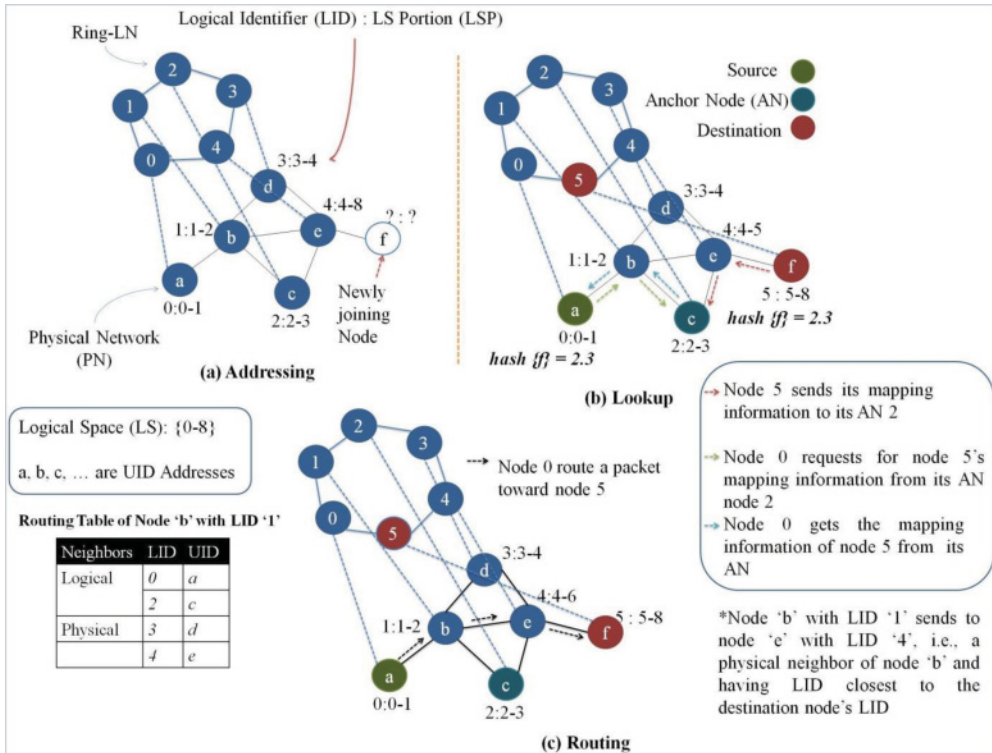 Logical Identifier (LID) : LS Portion (LSP)
Ring-LN
2
3
1
4
0
3:3-4
d
4:4-8
? : ?
1:1-2
b
e
f
a
c
0:0-1
2:2-3
Newly
joining
Node
Physical Network
(PN)
(a) Addressing
Source
Anchor Node (AN)
Destination
2
3
1
4
0
5
3:3-4
d
4:4-5
1:1-2
b
e
f
5 : 5-8
a
c
0:0-1
2:2-3
hash {f} = 2.3
hash {f} = 2.3
(b) Lookup
Node 5 sends its mapping
information to its AN 2
Node 0 requests for node 5's
mapping information from its AN
node 2
Node 0 gets the mapping
information of node 5 from its
AN
Logical Space (LS): {0-8}
a, b, c, … are UID Addresses
Routing Table of Node ‘b’ with LID ‘1’
Neighbors LID UID
Logical 0 a
2 c
Physical 3 d
4 e
2
3
1
4
0
5
Node 0 route a packet
toward node 5
3:3-4
d
4:4-6
1:1-2
b
e
f
5 : 5-8
a
c
0:0-1
2:2-3
(c) Routing
*Node ‘b’ with LID ‘1’ sends to
node ‘e’ with LID ‘4’, i.e., a
physical neighbor of node ‘b’ and
having LID closest to the
destination node’s LID